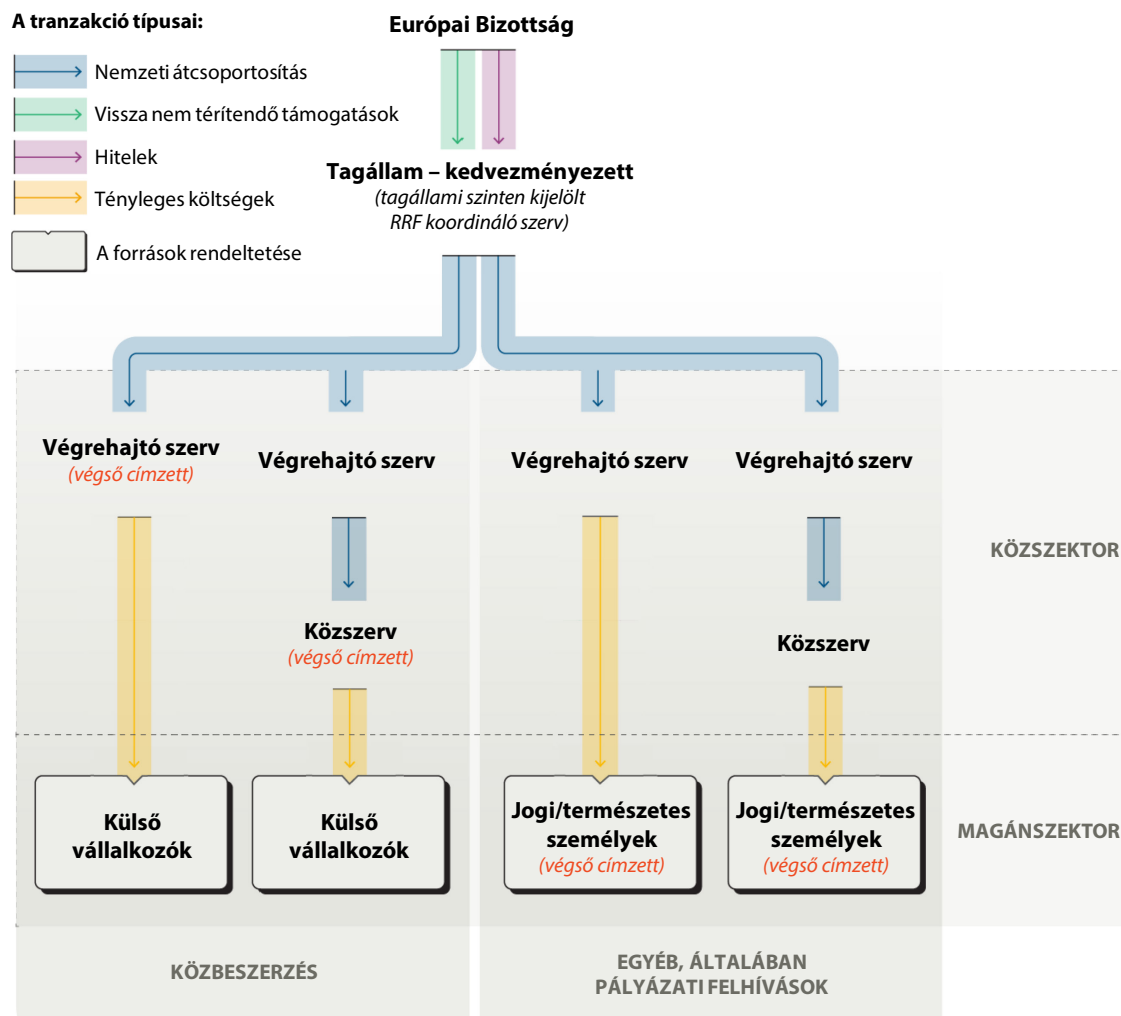 A tranzakció típusai:
Nemzeti átcsoportosítás
Vissza nem térítendő támogatások
Hitelek
Tényleges költségek
A források rendeltetése
Európai Bizottság
Tagállam – kedvezményezett
(tagállami szinten kijelölt
RRF koordináló szerv)
Végrehajtó szerv
(végső címzett)
Végrehajtó szerv
Végrehajtó szerv
Végrehajtó szerv
KÖZSZEKTOR
Közszerv
(végső címzett)
Közszerv
Külső
vállalkozók
Külső
vállalkozók
Jogi/természetes
személyek
(végső címzett)
Jogi/természetes
személyek
(végső címzett)
MAGÁNSZEKTOR
KÖZBESZERZÉS
EGYÉB, ÁLTALÁBAN
PÁLYÁZATI FELHÍVÁSOK